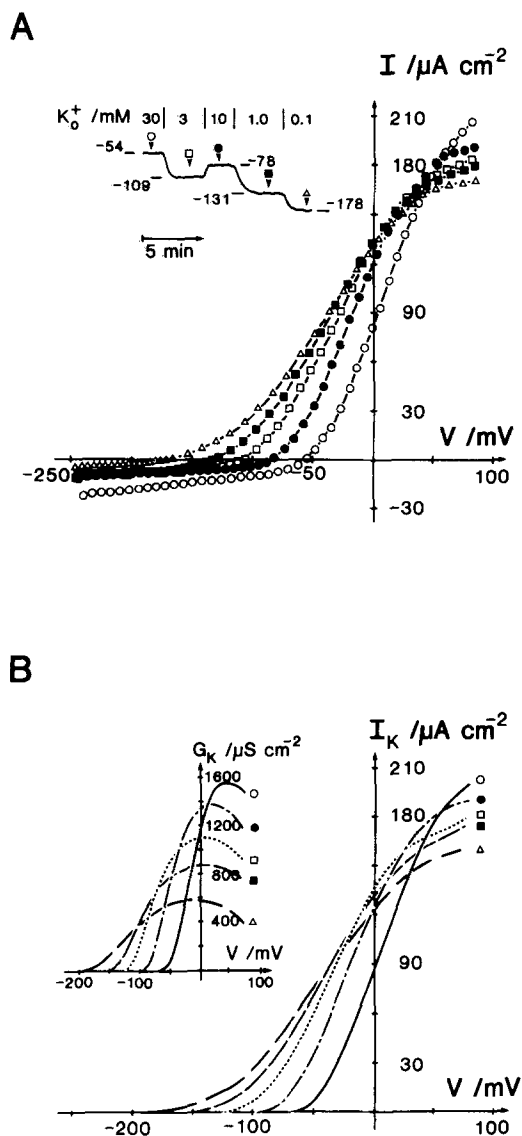 A
I /μA cm⁻²
K⁺ₒ /mM 30 | 3 | 10 | 1.0 | 0.1
−54
−109
−78
−131
−178
5 min
210
180
90
30
V /mV
−250
50
100
−30
B
G_K /μS cm⁻²
1600
1200
800
400
V /mV
−200
−100
100
I_K /μA cm⁻²
210
180
90
30
V /mV
−200
−100
100